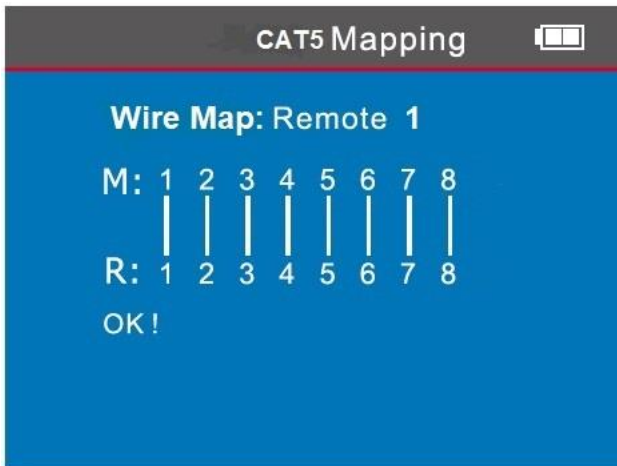 CAT5 Mapping
Wire Map: Remote 1
M: 1 2 3 4 5 6 7 8
R: 1 2 3 4 5 6 7 8
OK!